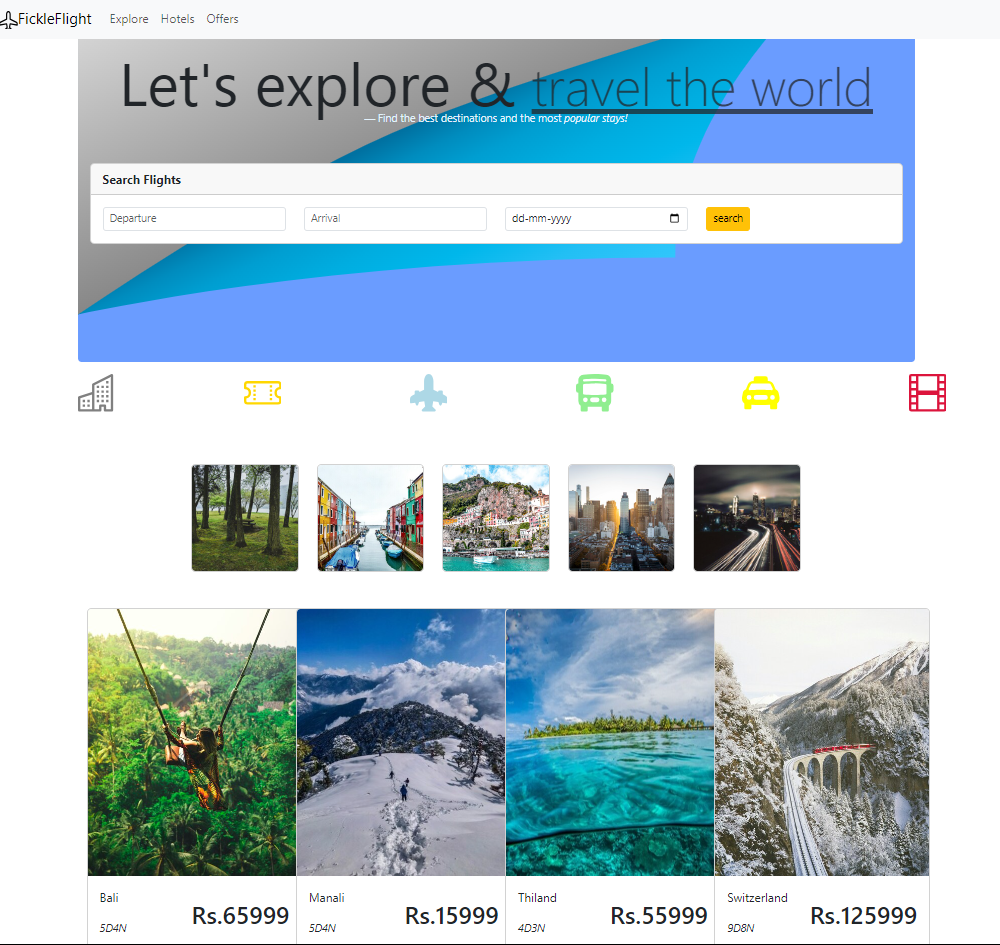 FickleFlight Explore Hotels Offers
Let's explore & travel the world
— Find the best destinations and the most popular stays!
Search Flights
Departure Arrival dd-mm-yyyy search
Bali Manali Thiland Switzerland
Rs.65999 Rs.15999 Rs.55999 Rs.125999
5D4N 5D4N 4D3N 9D8N